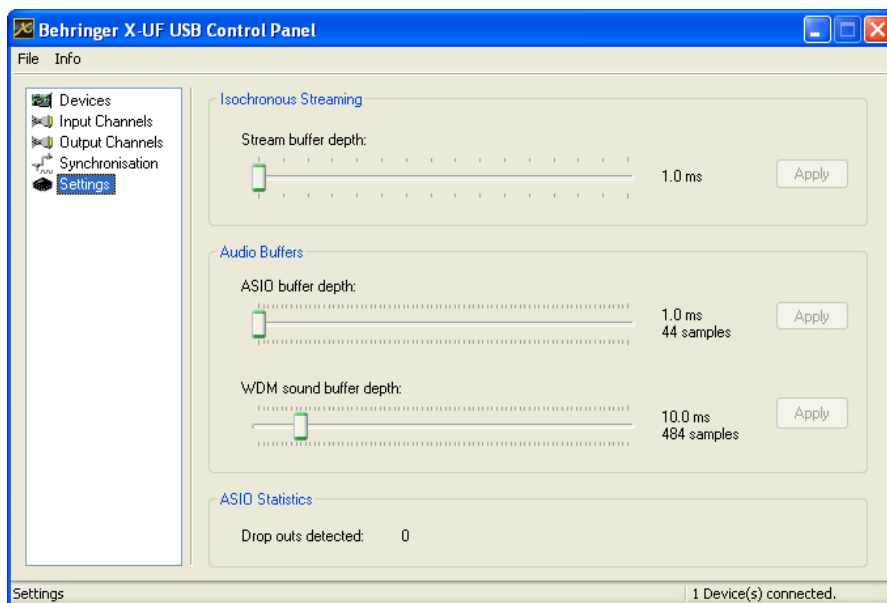 Behringer X-UF USB Control Panel
File Info
Devices
Input Channels
Output Channels
Synchronisation
Settings
Isochronous Streaming
Stream buffer depth:
1.0 ms
Apply
Audio Buffers
ASIO buffer depth:
1.0 ms
44 samples
Apply
WDM sound buffer depth:
10.0 ms
484 samples
Apply
ASIO Statistics
Drop outs detected: 0
Settings
1 Device(s) connected.